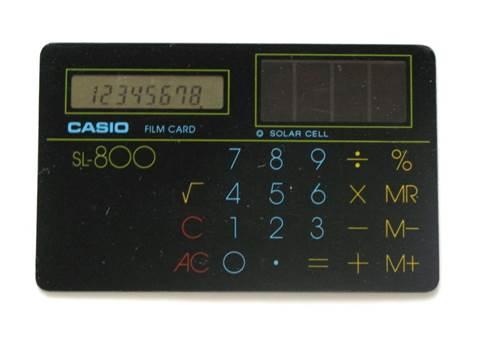 12345678.
CASIO FILM CARD
SOLAR CELL
SL-800
7 8 9 ÷ %
√ 4 5 6 × MR
C 1 2 3 − M−
AC 0 · = + M+